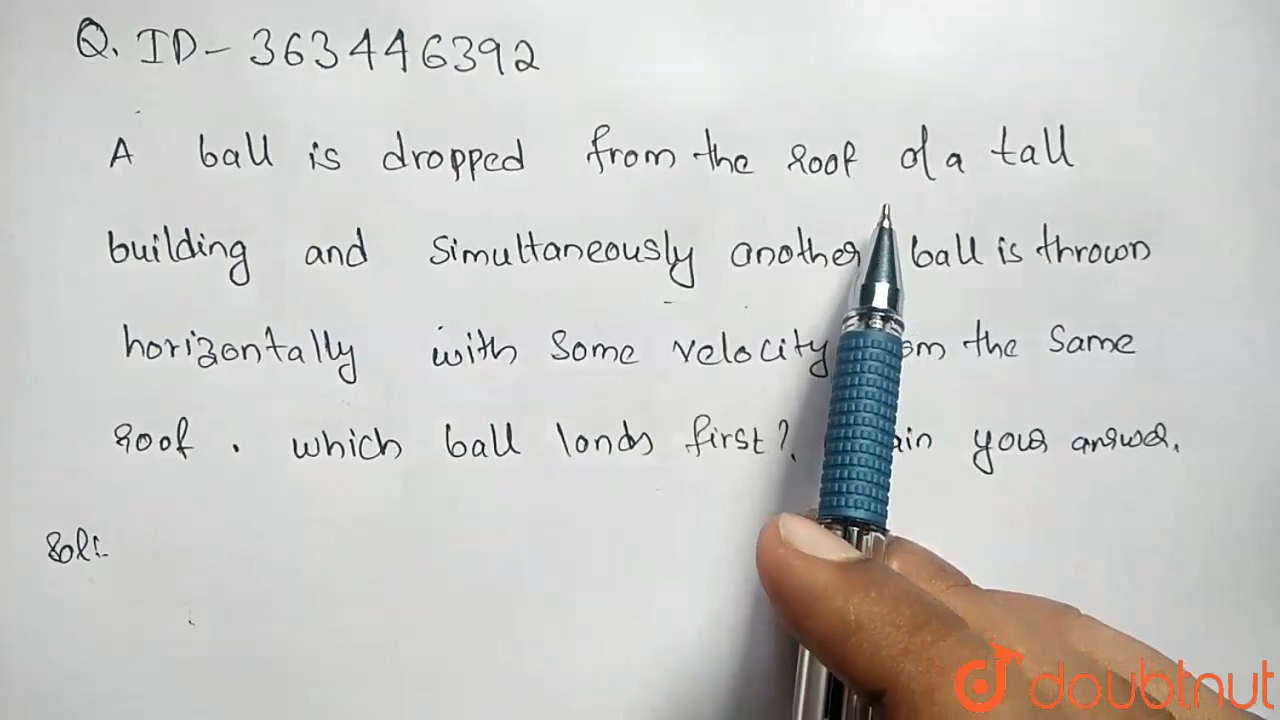 Q. ID - 363446392
A ball is dropped from the roof of a tall
building and simultaneously another ball is thrown
horizontally with some velocity the same
roof. which ball lands first? your answer.
Sol:
doubtnut